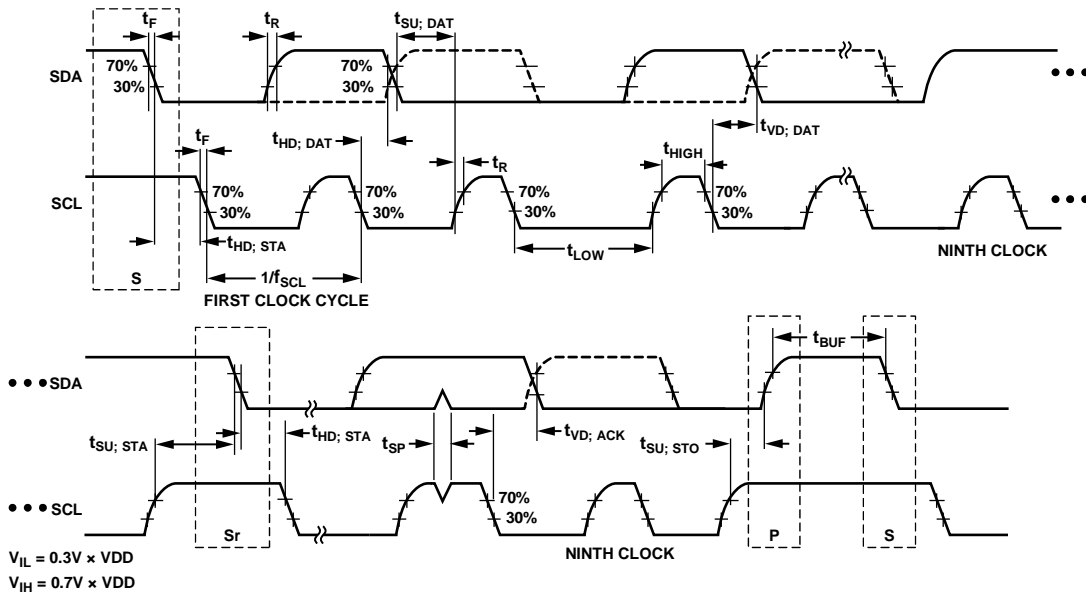 tF tR tSU; DAT
SDA 70% 30% 70% 30%
tF tHD; DAT tR tHIGH tVD; DAT
SCL 70% 30% 70% 30% 70% 30%
tHD; STA tLOW NINTH CLOCK
S 1/fSCL
FIRST CLOCK CYCLE
tBUF
SDA
tSU; STA tHD; STA tSP tVD; ACK tSU; STO
SCL 70% 30%
Sr NINTH CLOCK P S
VIL = 0.3V × VDD
VIH = 0.7V × VDD